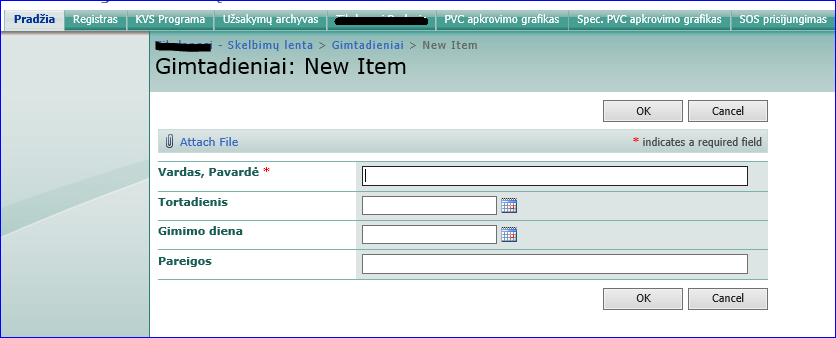 Pradžia Registras KVS Programa Užsakymų archyvas PVC apkrovimo grafikas Spec. PVC apkrovimo grafikas SOS prisijungimas
- Skelbimų lenta > Gimtadieniai > New Item
Gimtadieniai: New Item
OK Cancel
Attach File * indicates a required field
Vardas, Pavardė *
Tortadienis
Gimimo diena
Pareigos
OK Cancel